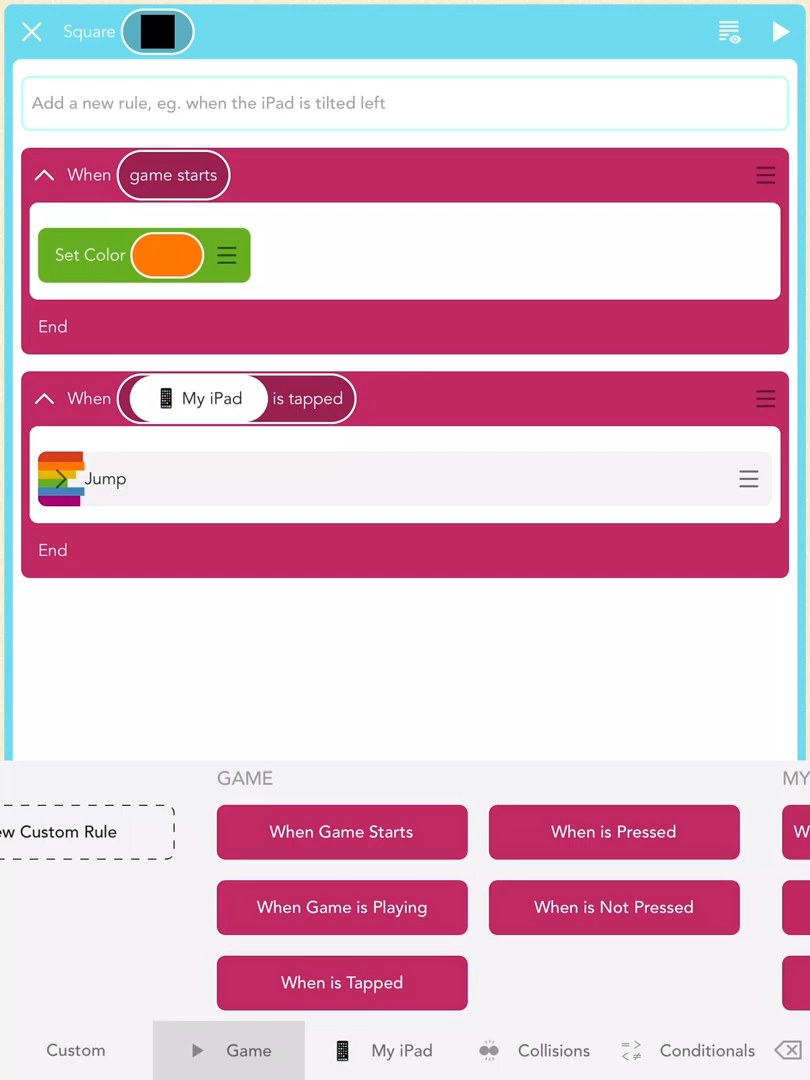 Square
Add a new rule, eg. when the iPad is tilted left
When game starts
Set Color
End
When My iPad is tapped
Jump
End
GAME
MY
ew Custom Rule
When Game Starts
When is Pressed
W
When Game is Playing
When is Not Pressed
When is Tapped
Custom
Game
My iPad
Collisions
Conditionals